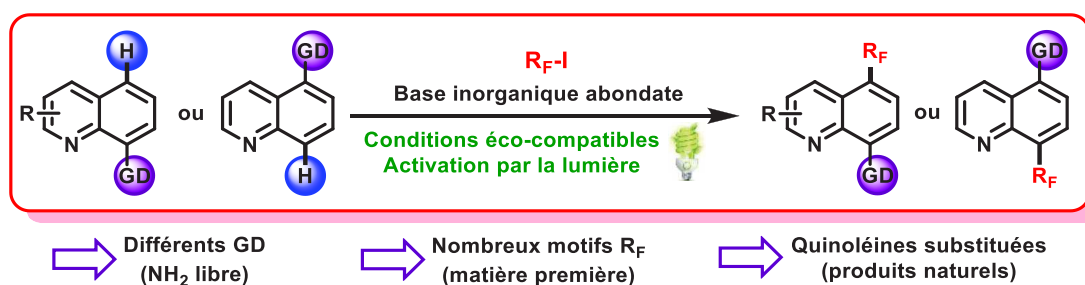 H
GD
R
N
GD
ou
GD
N
H
R_F-I
Base inorganique abondate
Conditions éco-compatibles
Activation par la lumière
R_F
R
N
GD
ou
GD
N
R_F
Différents GD
(NH₂ libre)
Nombreux motifs R_F
(matière première)
Quinoléines substituées
(produits naturels)